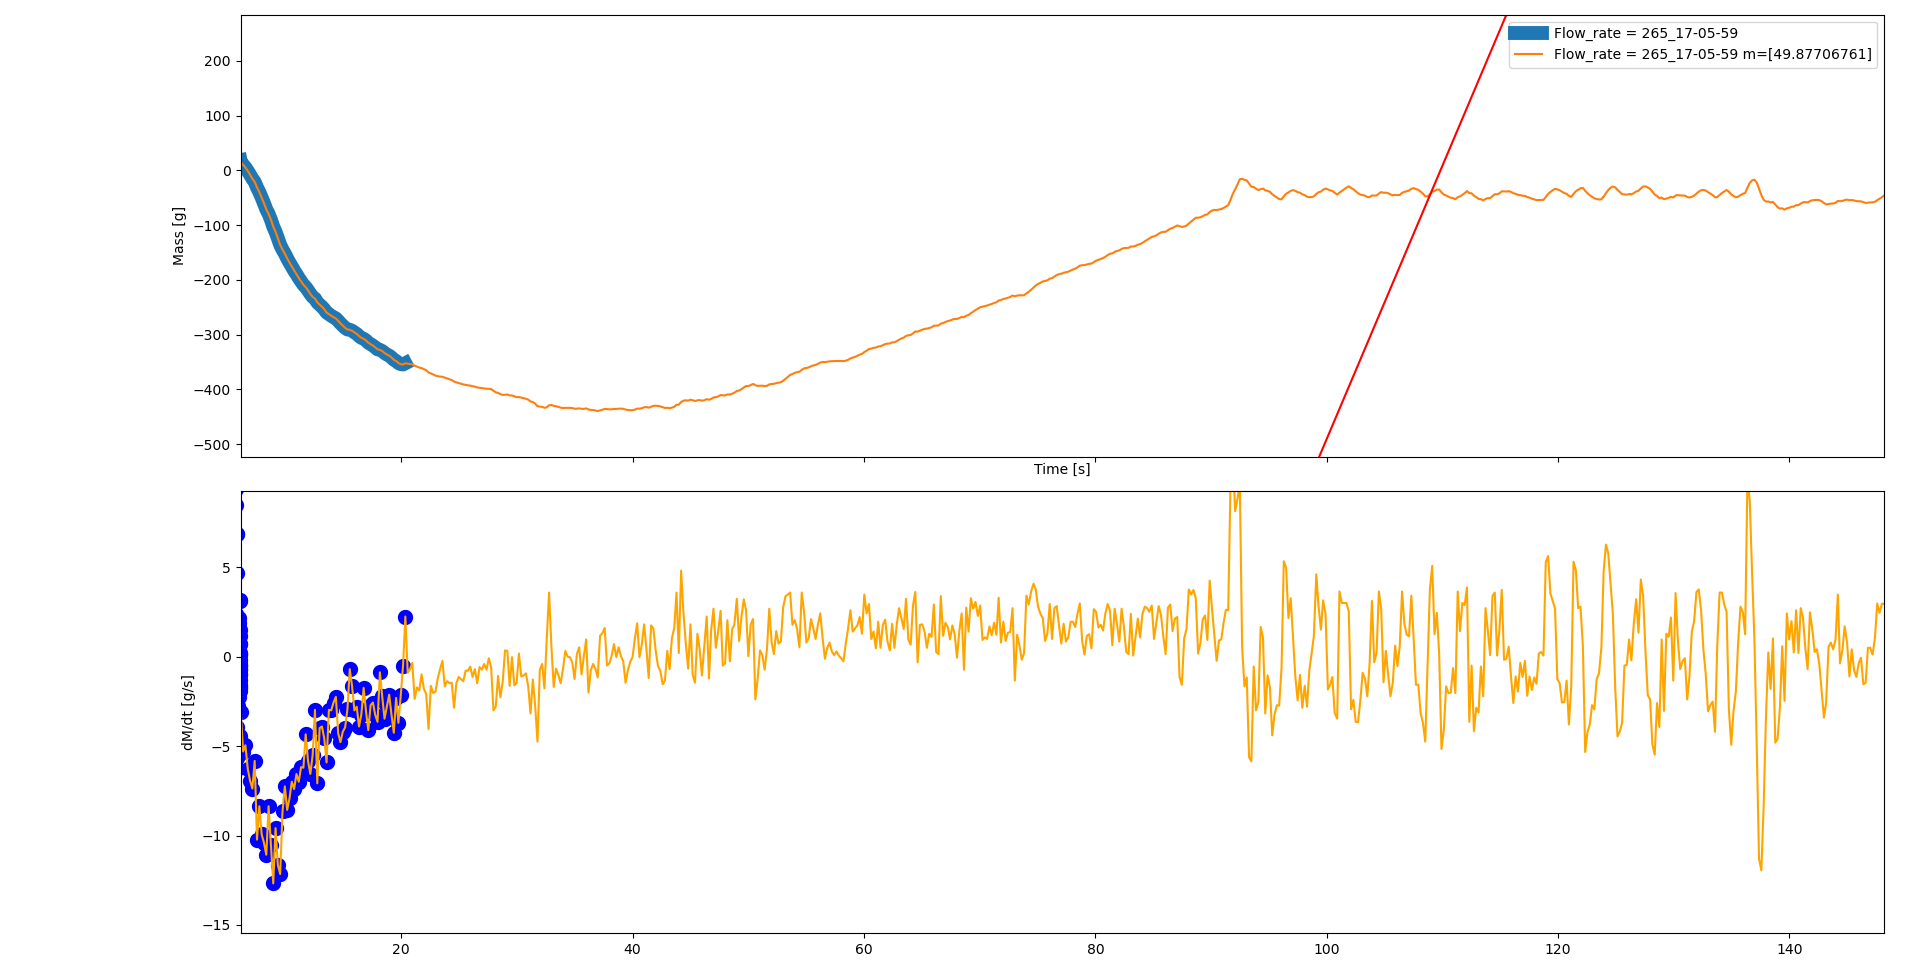 Flow_rate = 265_17-05-59
Flow_rate = 265_17-05-59 m=[49.87706761]
200
100
0
−100
−200
−300
−400
−500
Mass [g]
Time [s]
5
0
−5
−10
−15
dM/dt [g/s]
20 40 60 80 100 120 140